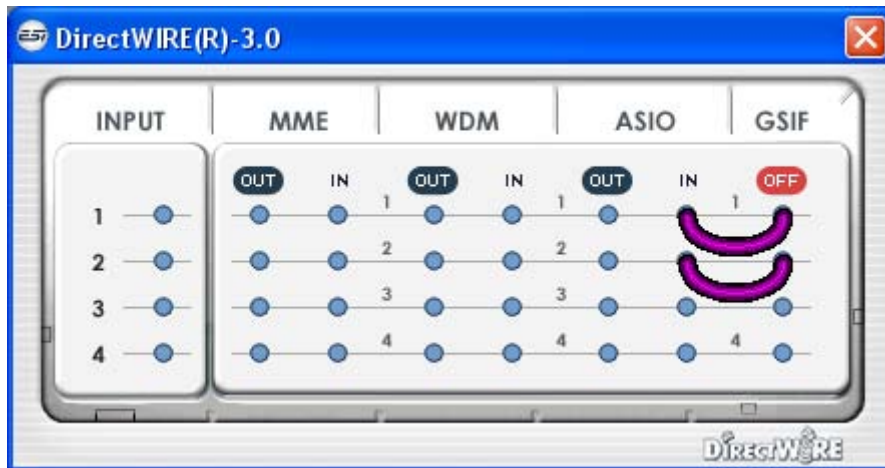 ESI DirectWIRE(R)-3.0
INPUT MME WDM ASIO GSIF
OUT IN OUT IN OUT IN OFF
1 1 1 1
2 2 2
3 3 3
4 4 4 4
DIRECTWIRE